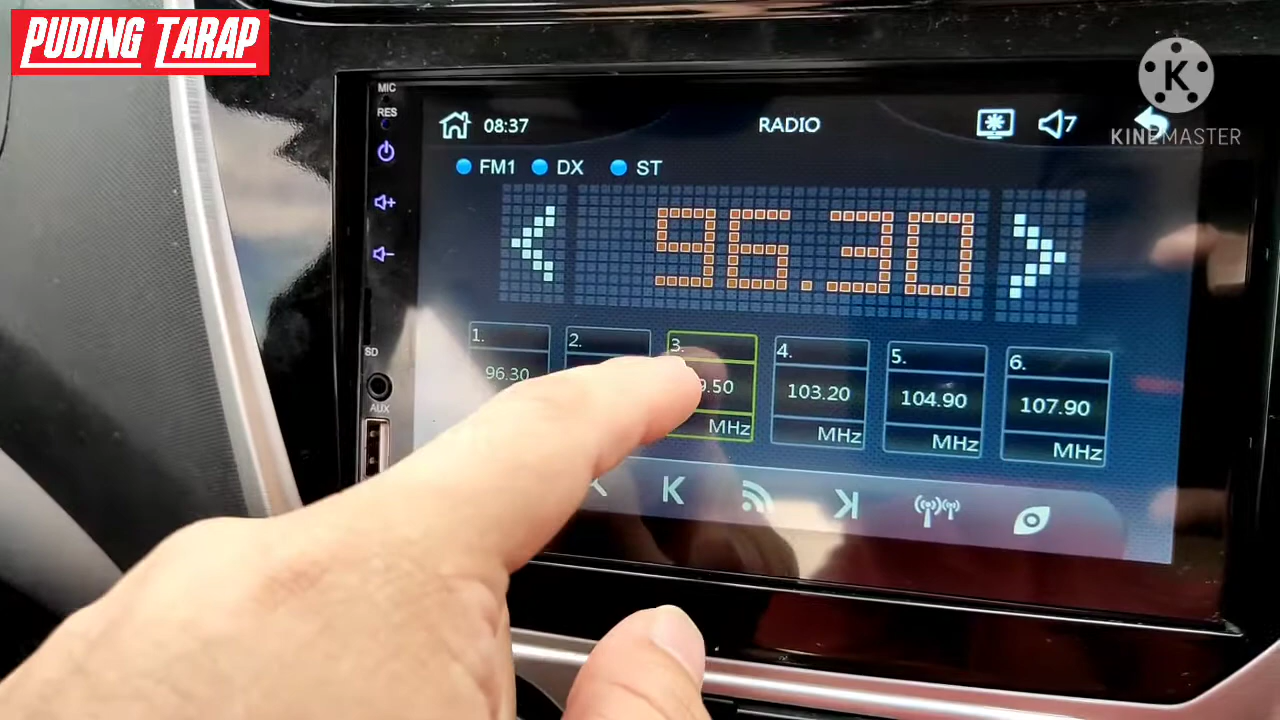 PUDING TARAP
K
KINEMASTER
MIC
RES
08:37
RADIO
7
FM1
DX
ST
96.30
1.
2.
3.
4.
5.
6.
96.30
9.50
103.20
104.90
107.90
MHz
MHz
MHz
MHz
SD
AUX